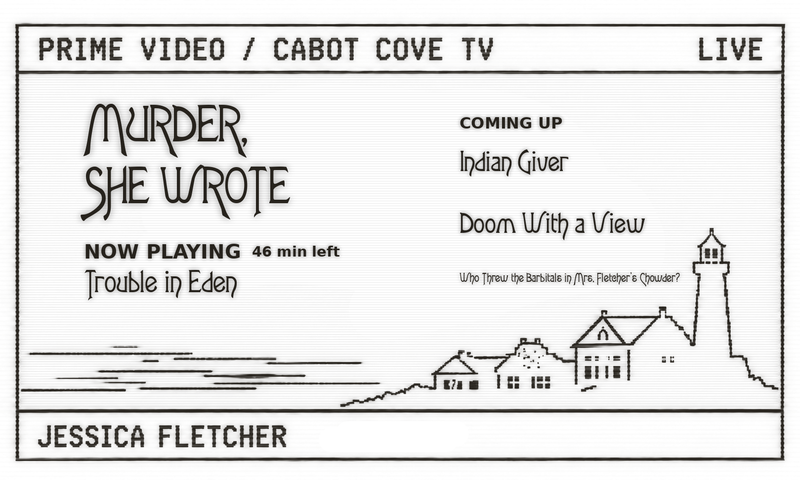 PRIME VIDEO / CABOT COVE TV
LIVE
MURDER,
SHE WROTE
NOW PLAYING 46 min left
Trouble in Eden
COMING UP
Indian Giver
Doom With a View
Who Threw the Barbitals in Mrs. Fletcher's Chowder?
JESSICA FLETCHER